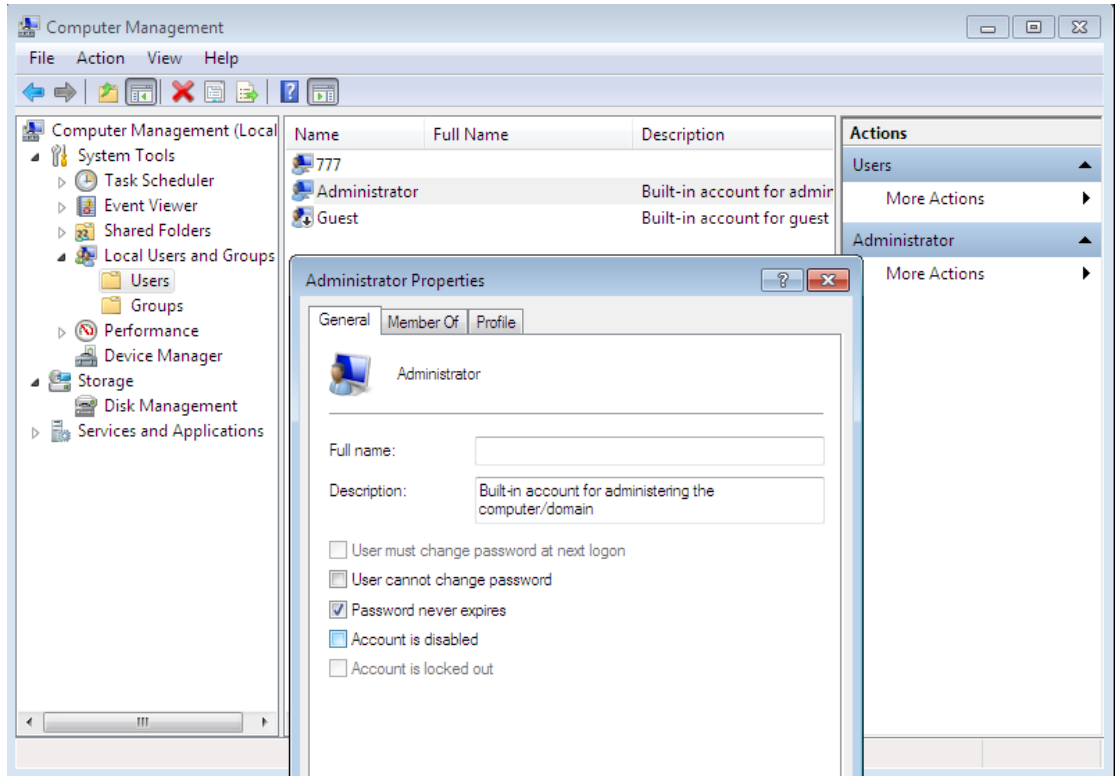 Computer Management
File Action View Help
Computer Management (Local
System Tools
Task Scheduler
Event Viewer
Shared Folders
Local Users and Groups
Users
Groups
Performance
Device Manager
Storage
Disk Management
Services and Applications
Name Full Name Description
777
Administrator Built-in account for admin
Guest Built-in account for guest
Actions
Users
More Actions
Administrator
More Actions
Administrator Properties
General Member Of Profile
Administrator
Full name:
Description: Built-in account for administering the
computer/domain
User must change password at next logon
User cannot change password
Password never expires
Account is disabled
Account is locked out